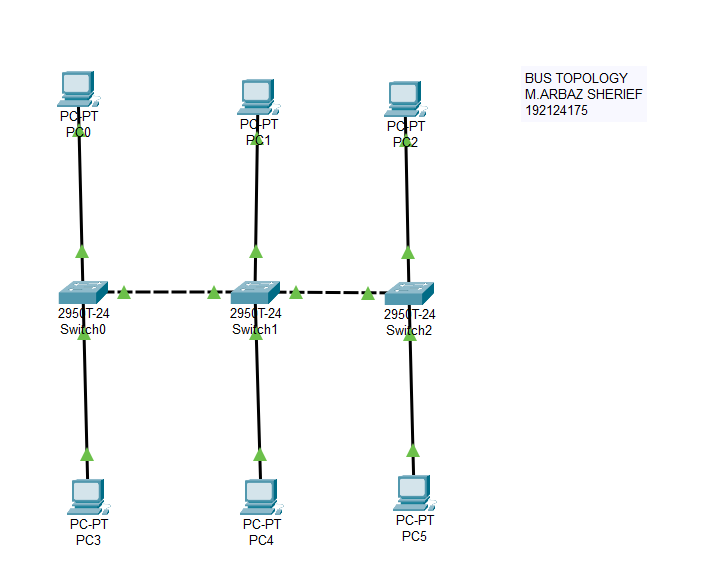 BUS TOPOLOGY
M.ARBAZ SHERIEF
192124175
PC-PT
PC0
PC-PT
PC1
PC-PT
PC2
2950T-24
Switch0
2950T-24
Switch1
2950T-24
Switch2
PC-PT
PC3
PC-PT
PC4
PC-PT
PC5